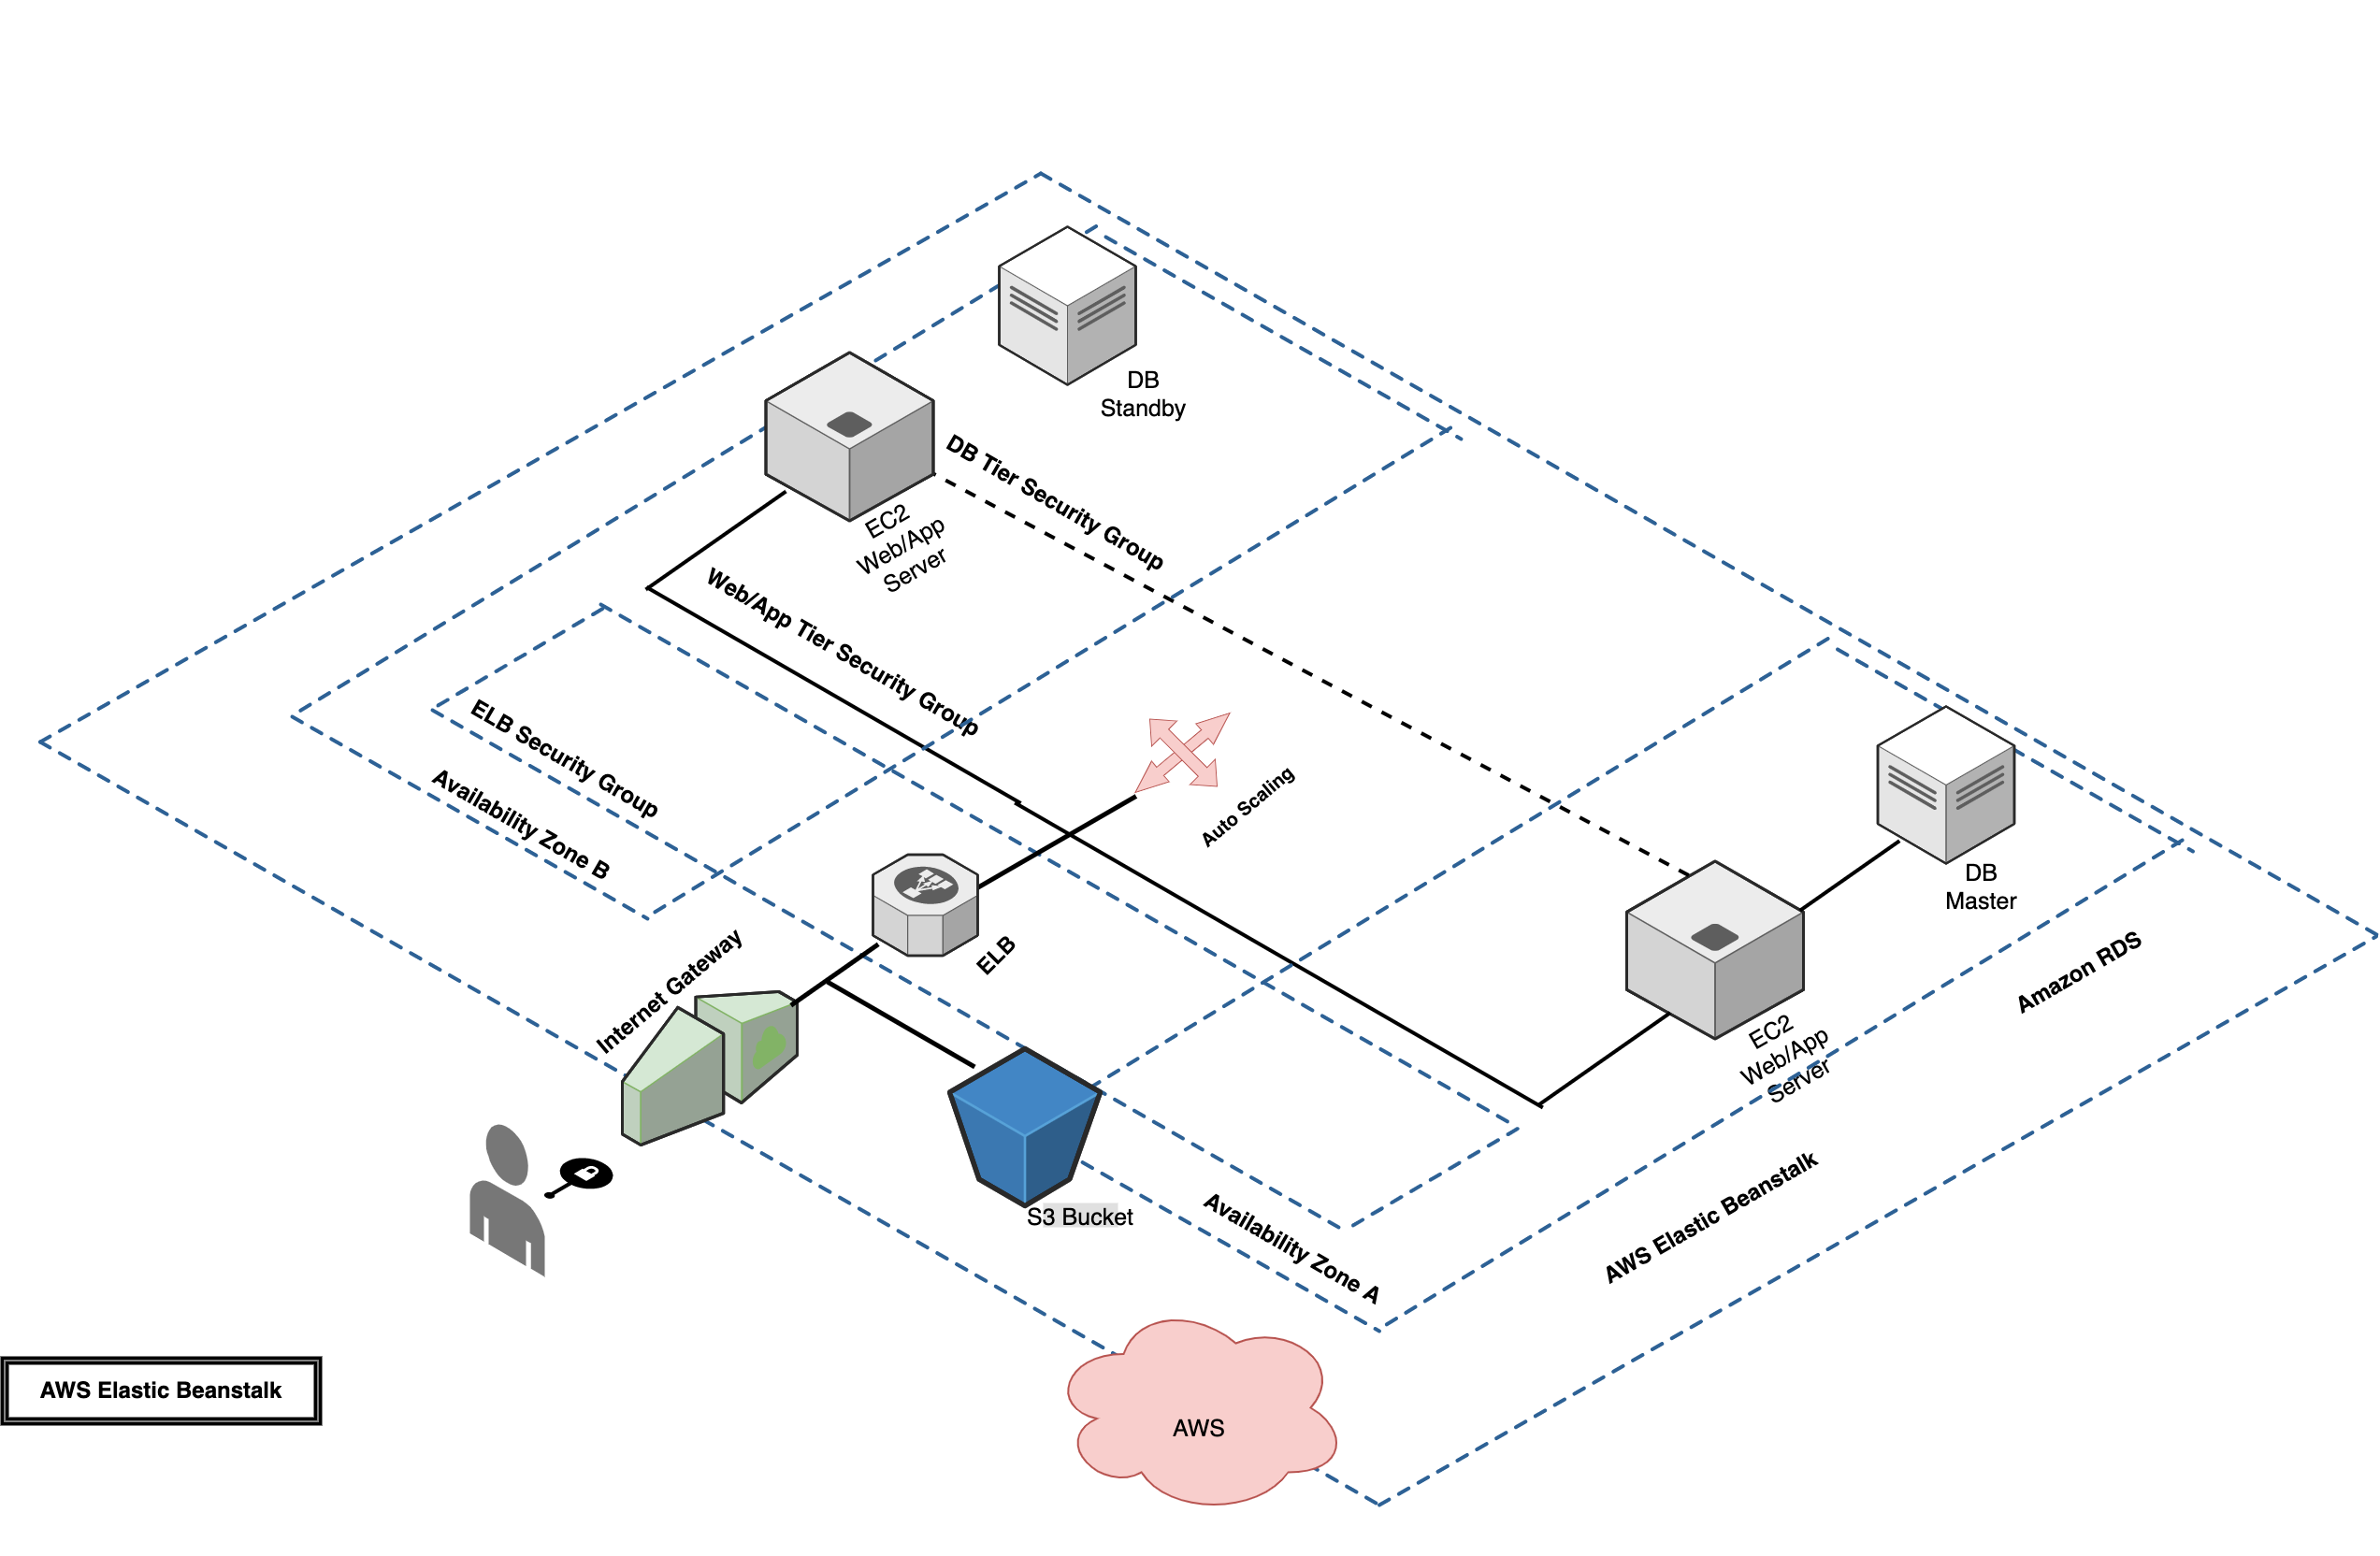 DB
Standby
DB Tier Security Group
EC2
Web/App
Server
Web/App Tier Security Group
ELB Security Group
Availability Zone B
Auto Scaling
DB
Master
Internet Gateway
ELB
Amazon RDS
EC2
Web/App
Server
AWS Elastic Beanstalk
S3 Bucket
Availability Zone A
AWS Elastic Beanstalk
AWS